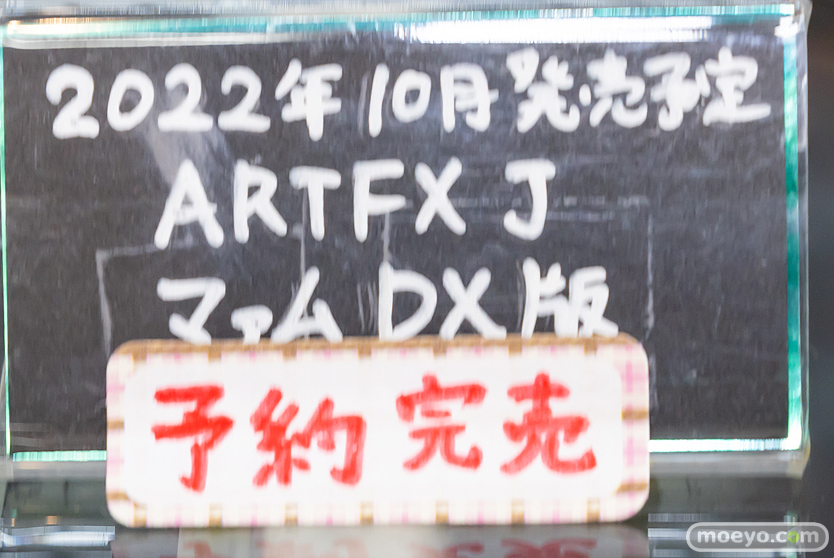 2022年10月発売予定
ARTFX J
マァム DX版
予約完売
moeyo.com